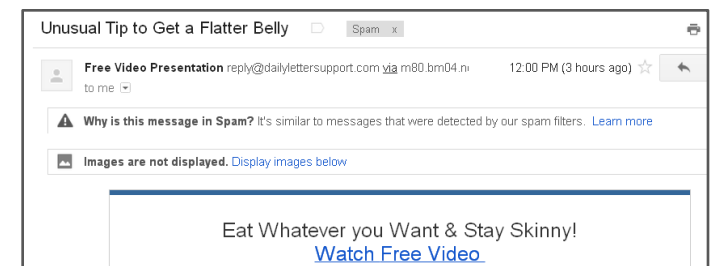 Unusual Tip to Get a Flatter Belly Spam x
Free Video Presentation reply@dailylettersupport.com via m80.bm04.n 12:00 PM (3 hours ago)
to me
Why is this message in Spam? It's similar to messages that were detected by our spam filters. Learn more
Images are not displayed. Display images below
Eat Whatever you Want & Stay Skinny!
Watch Free Video